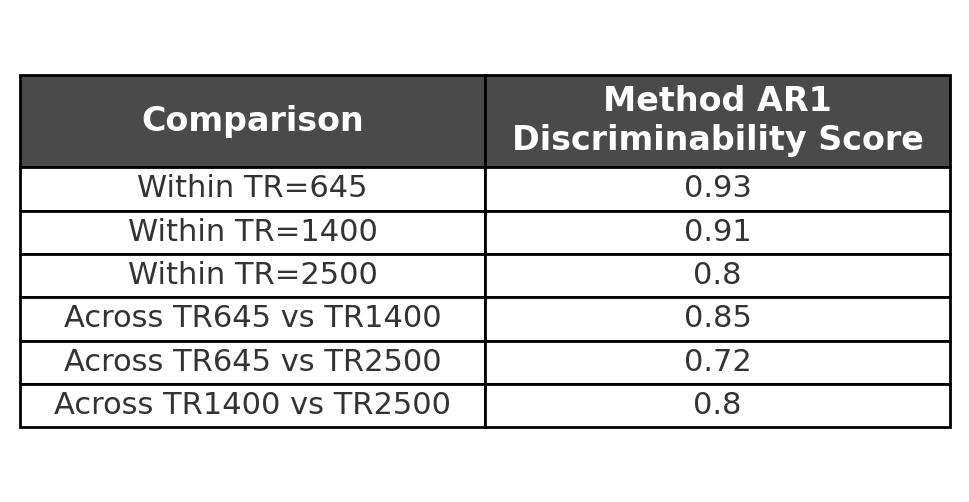 Comparison Method AR1
Discriminability Score
Within TR=645 0.93
Within TR=1400 0.91
Within TR=2500 0.8
Across TR645 vs TR1400 0.85
Across TR645 vs TR2500 0.72
Across TR1400 vs TR2500 0.8